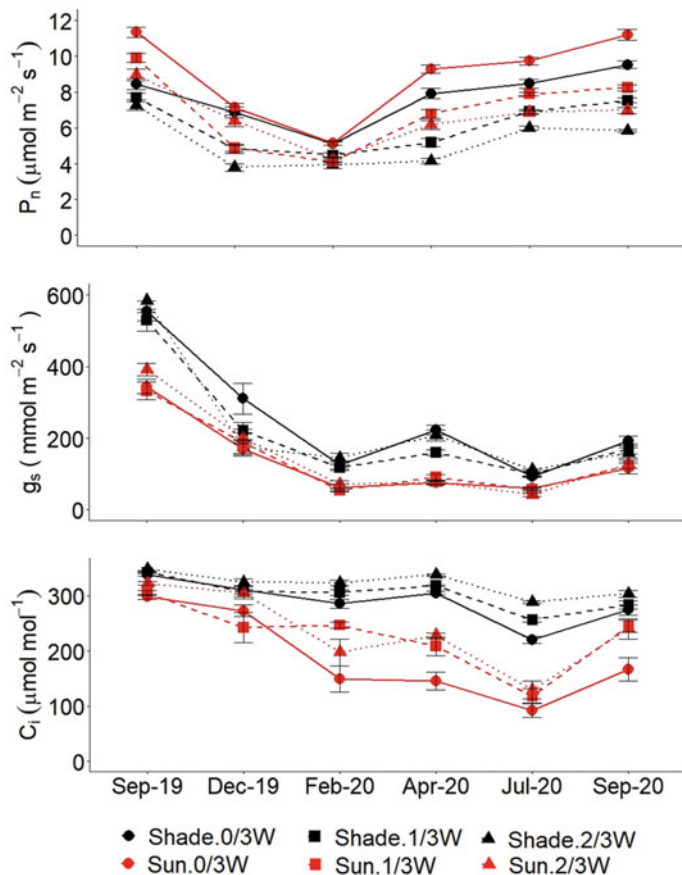 12
10
8
6
4
2
0
Pₙ (μmol m⁻² s⁻¹)
600
400
200
0
gₛ ( mmol m⁻² s⁻¹)
300
200
100
0
Cᵢ (μmol mol⁻¹)
Sep-19 Dec-19 Feb-20 Apr-20 Jul-20 Sep-20
Shade.0/3W Shade.1/3W Shade.2/3W
Sun.0/3W Sun.1/3W Sun.2/3W